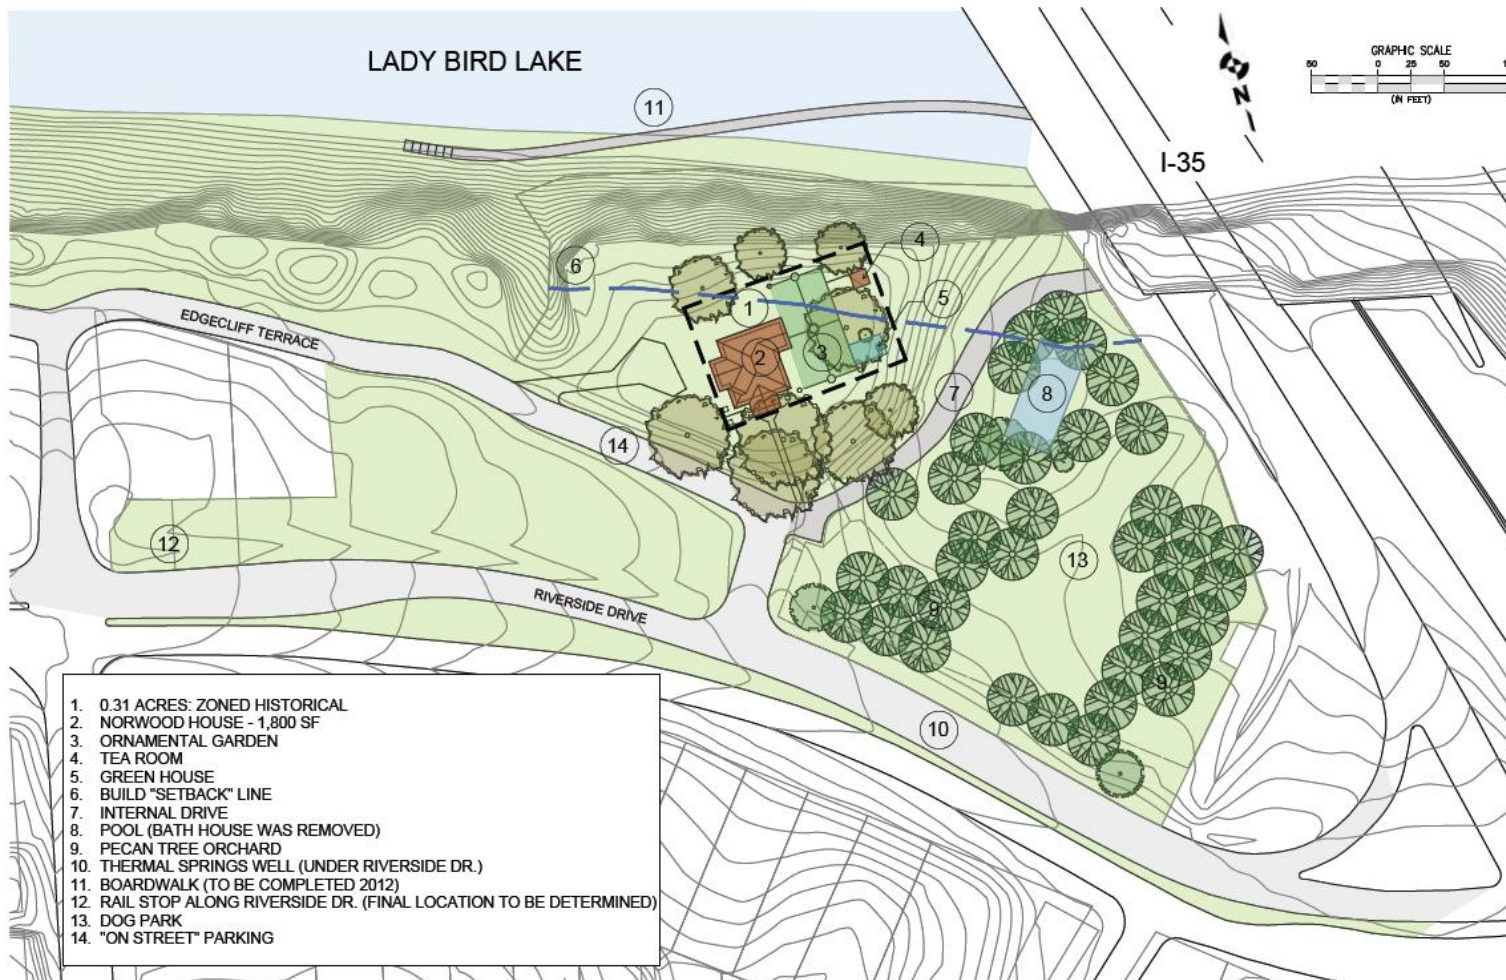 LADY BIRD LAKE
GRAPHIC SCALE
50 0 25 50
(IN FEET)
N
11
I-35
4
6
5
1
EDGECLIFF TERRACE
2
3
7
8
14
12
13
RIVERSIDE DRIVE
9
9
10
1. 0.31 ACRES: ZONED HISTORICAL
2. NORWOOD HOUSE - 1,800 SF
3. ORNAMENTAL GARDEN
4. TEA ROOM
5. GREEN HOUSE
6. BUILD "SETBACK" LINE
7. INTERNAL DRIVE
8. POOL (BATH HOUSE WAS REMOVED)
9. PECAN TREE ORCHARD
10. THERMAL SPRINGS WELL (UNDER RIVERSIDE DR.)
11. BOARDWALK (TO BE COMPLETED 2012)
12. RAIL STOP ALONG RIVERSIDE DR. (FINAL LOCATION TO BE DETERMINED)
13. DOG PARK
14. "ON STREET" PARKING